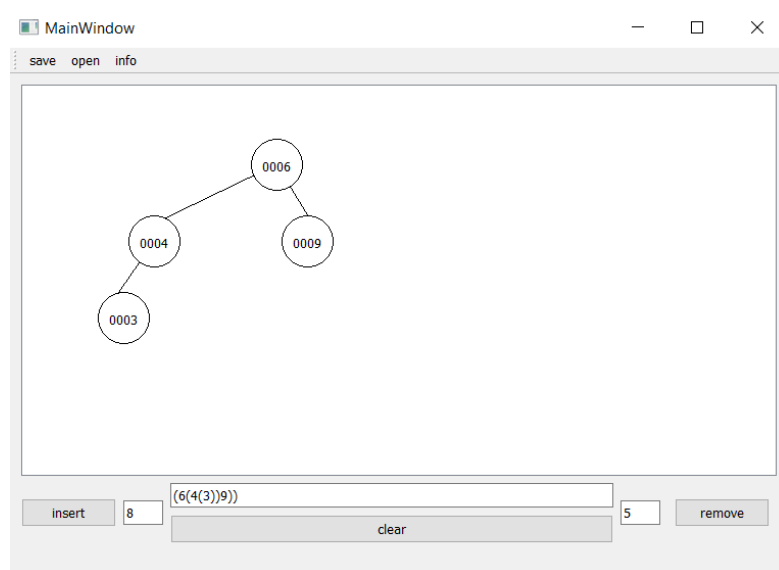 MainWindow
save open info
0006
0004 0009
0003
(6(4(3))9))
insert 8 5 remove
clear